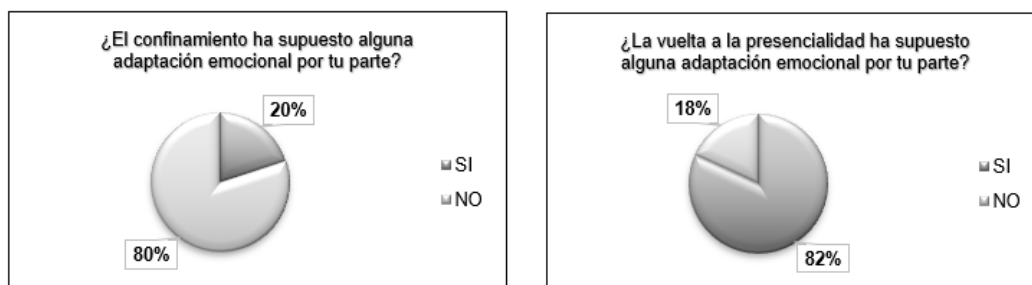 ¿El confinamiento ha supuesto alguna
adaptación emocional por tu parte?
20%
80%
SI
NO
¿La vuelta a la presencialidad ha supuesto
alguna adaptación emocional por tu parte?
18%
82%
SI
NO